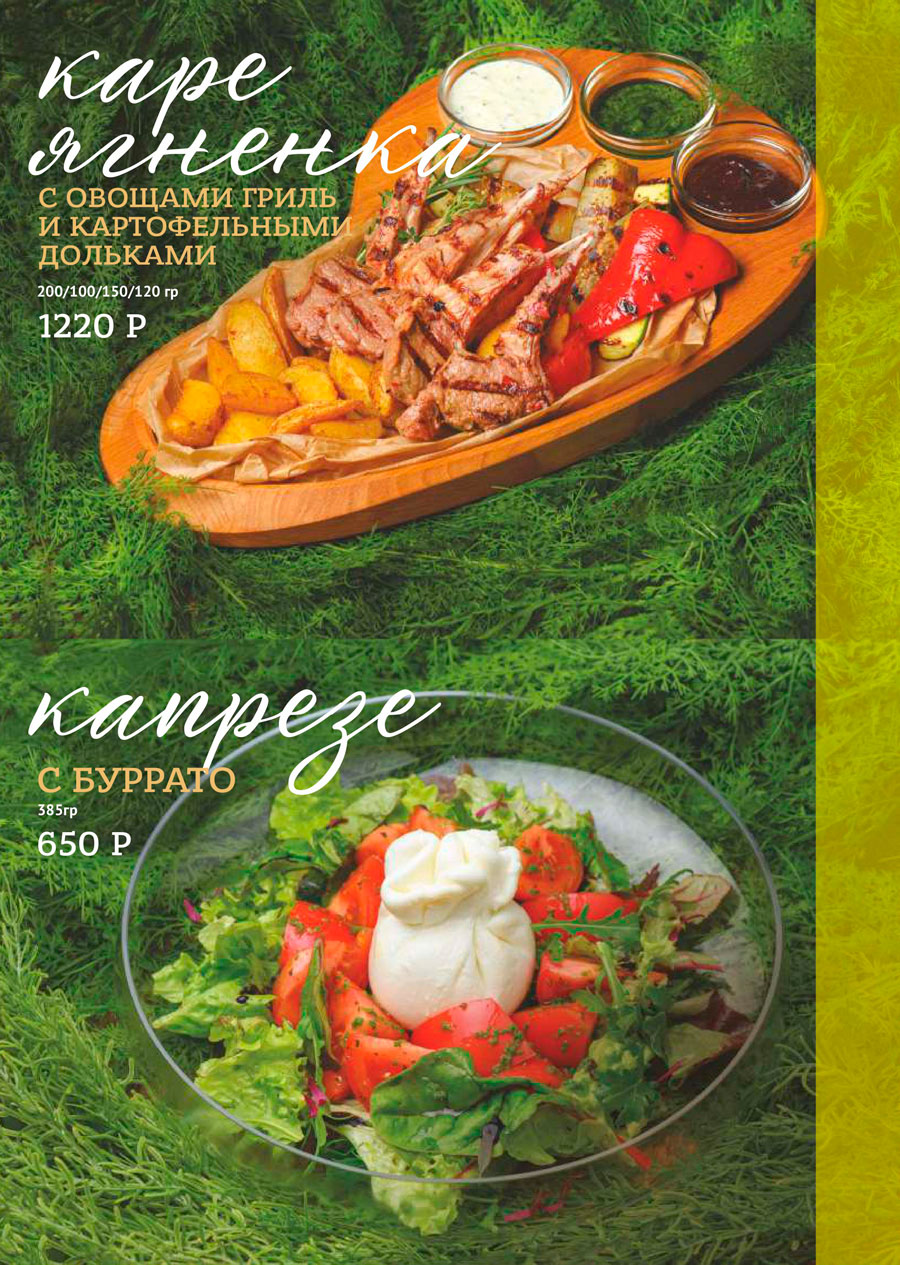 каре
ягненка
С ОВОЩАМИ ГРИЛЬ
И КАРТОФЕЛЬНЫМИ
ДОЛЬКАМИ
200/100/150/120 гр
1220 Р
капрезе
С БУРРАТО
385гр
650 Р